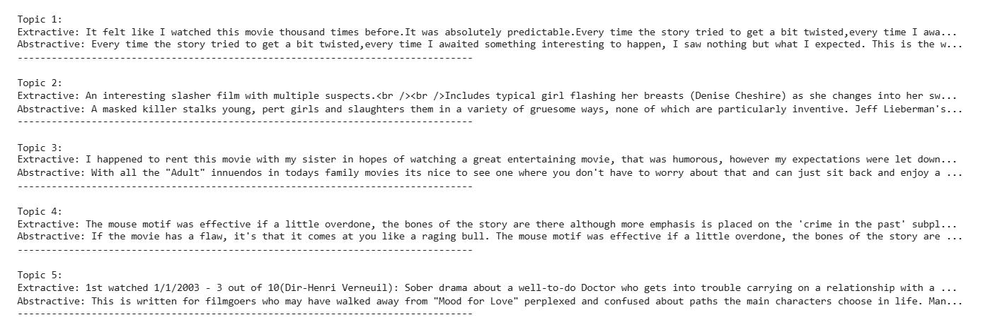 Topic 1:
Extractive: It felt like I watched this movie thousand times before.It was absolutely predictable.Every time the story tried to get a bit twisted,every time I awa...
Abstractive: Every time the story tried to get a bit twisted,every time I awaited something interesting to happen, I saw nothing but what I expected. This is the w...
--------------------------------------------------------------------------------
Topic 2:
Extractive: An interesting slasher film with multiple suspects.<br /><br />Includes typical girl flashing her breasts (Denise Cheshire) as she changes into her sw...
Abstractive: A masked killer stalks young, pert girls and slaughters them in a variety of gruesome ways, none of which are particularly inventive. Jeff Lieberman's...
--------------------------------------------------------------------------------
Topic 3:
Extractive: I happened to rent this movie with my sister in hopes of watching a great entertaining movie, that was humorous, however my expectations were let down...
Abstractive: With all the "Adult" innuendos in todays family movies its nice to see one where you don't have to worry about that and can just sit back and enjoy a ...
--------------------------------------------------------------------------------
Topic 4:
Extractive: The mouse motif was effective if a little overdone, the bones of the story are there although more emphasis is placed on the 'crime in the past' subpl...
Abstractive: If the movie has a flaw, it's that it comes at you like a raging bull. The mouse motif was effective if a little overdone, the bones of the story are ...
--------------------------------------------------------------------------------
Topic 5:
Extractive: 1st watched 1/1/2003 - 3 out of 10(Dir-Henri Verneuil): Sober drama about a well-to-do Doctor who gets into trouble carrying on a relationship with a ...
Abstractive: This is written for filmgoers who may have walked away from "Mood for Love" perplexed and confused about paths the main characters choose in life. Man...
--------------------------------------------------------------------------------